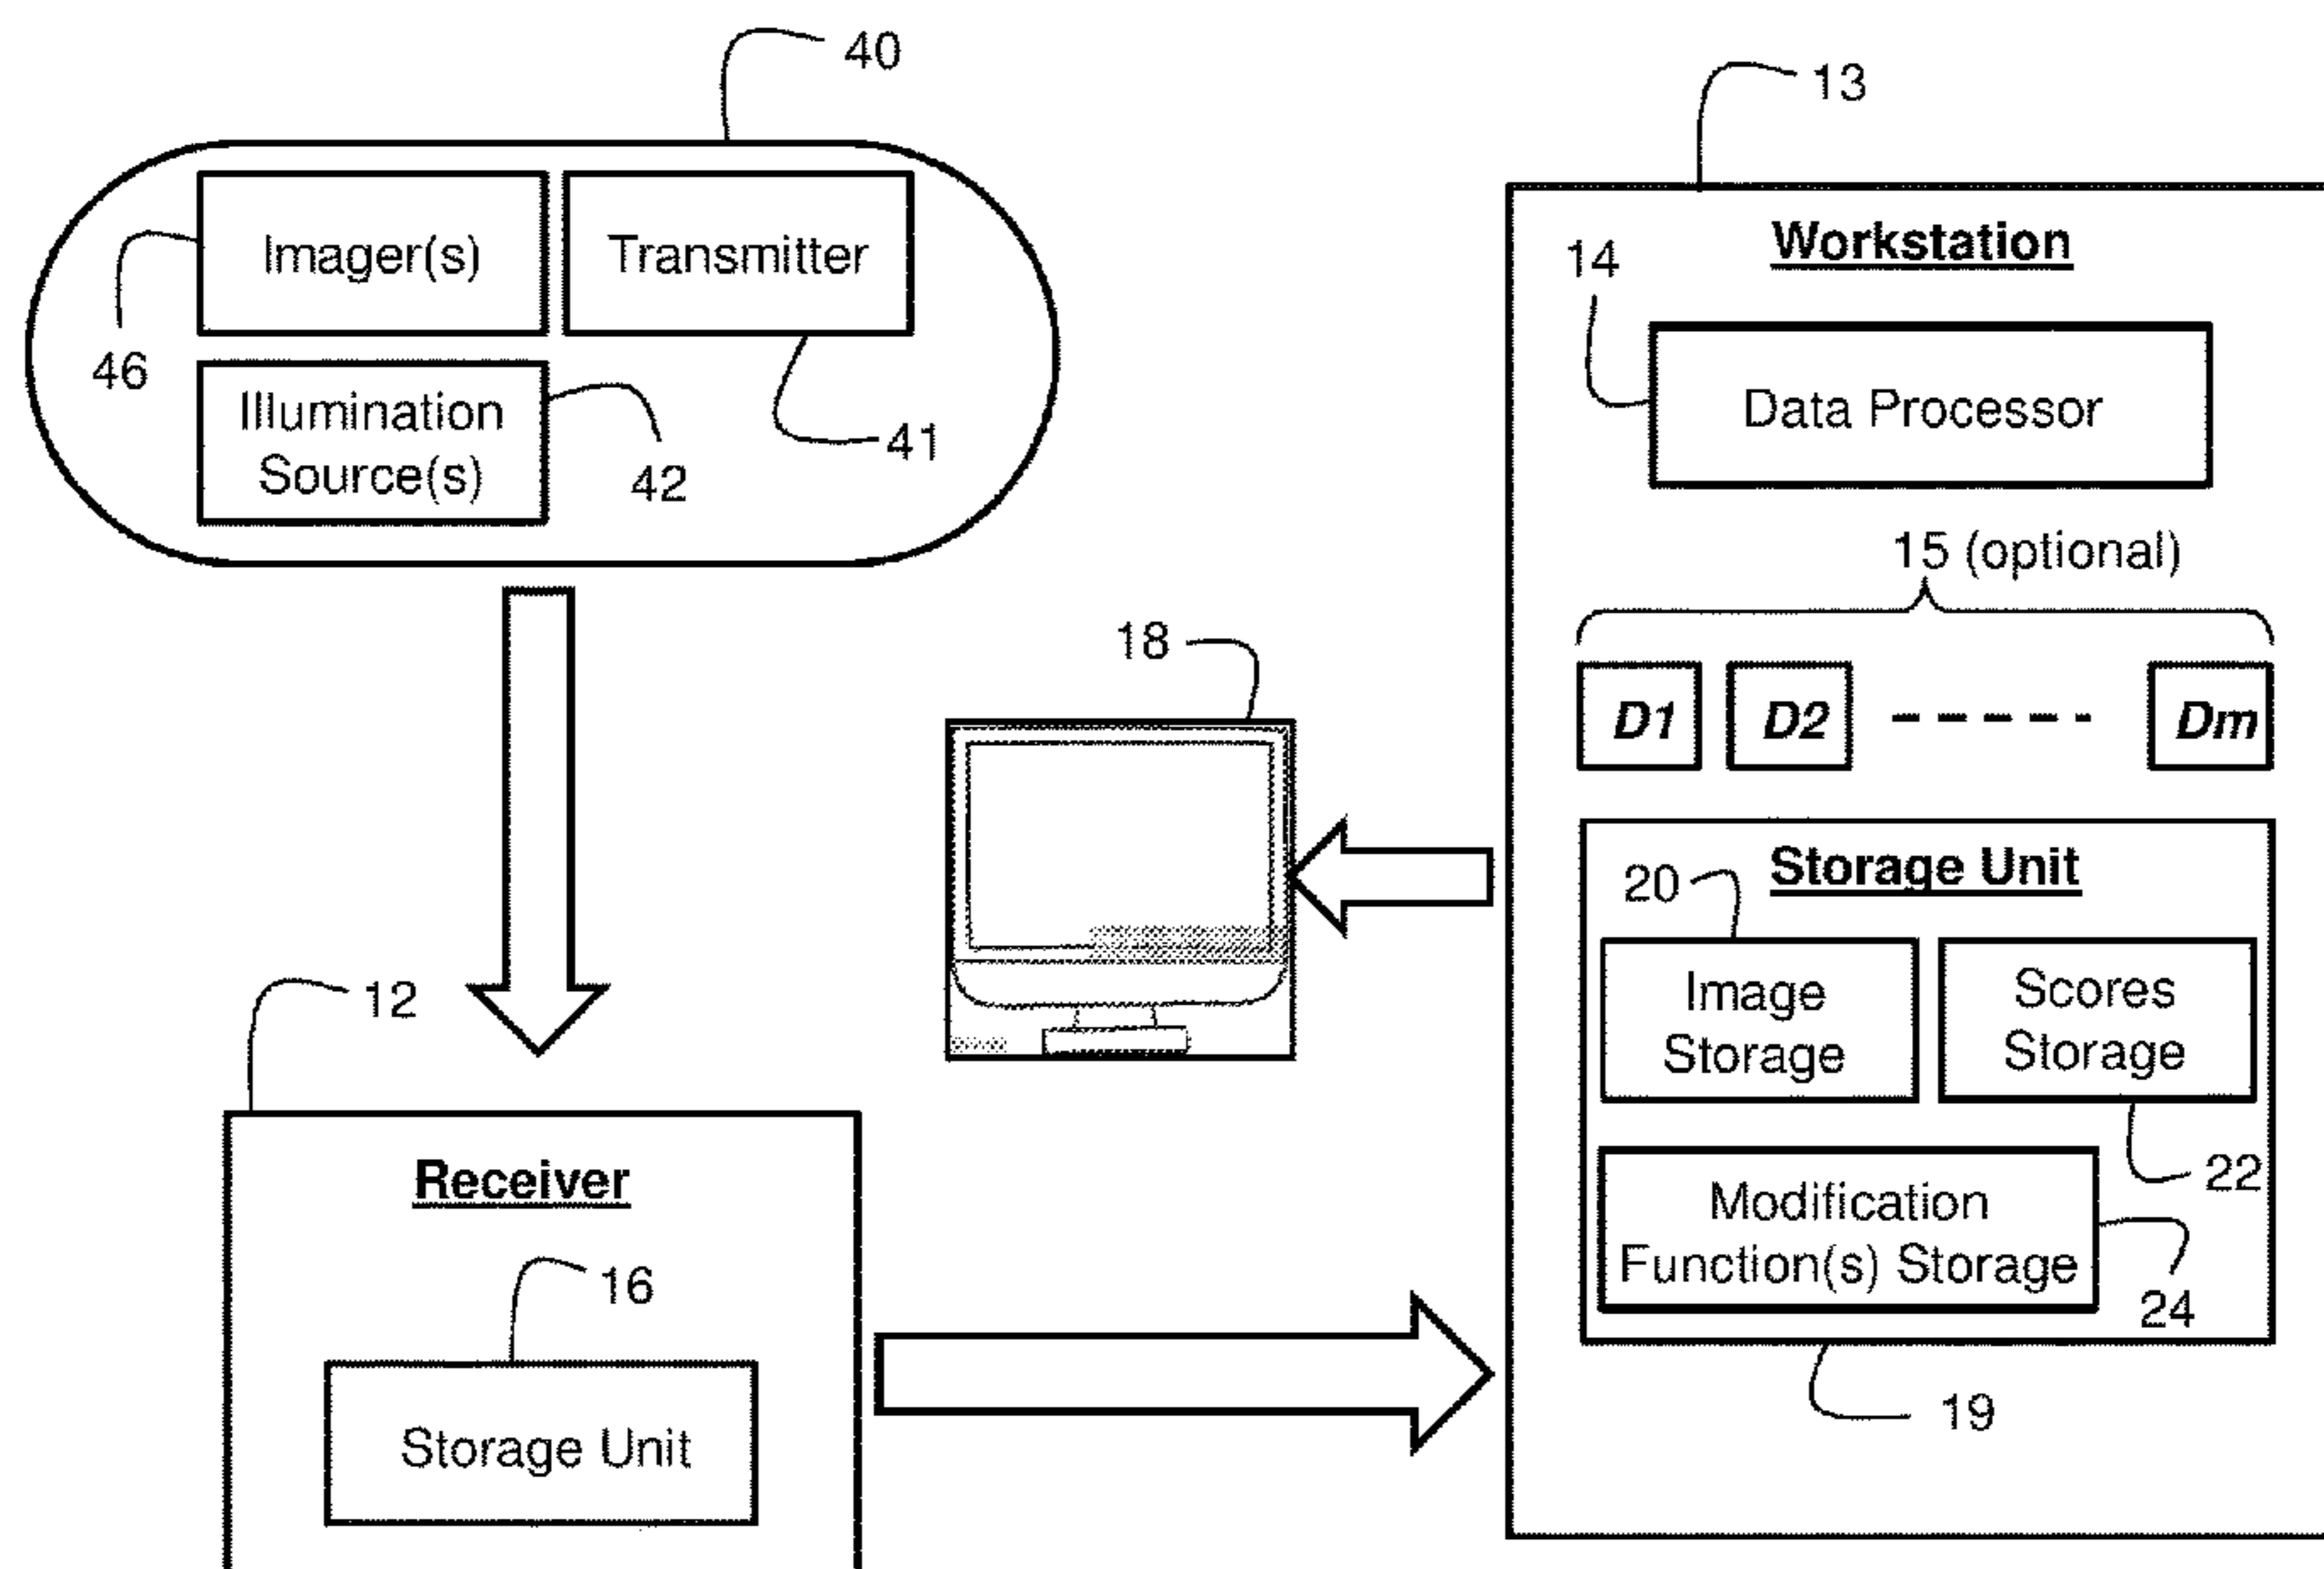 40
Imager(s)
Transmitter
46
Illumination
Source(s)
42
41
13
Workstation
14
Data Processor
15 (optional)
D1
D2
Dm
18
Storage Unit
20
Image
Storage
Scores
Storage
22
Modification
Function(s) Storage
24
19
12
Receiver
16
Storage Unit